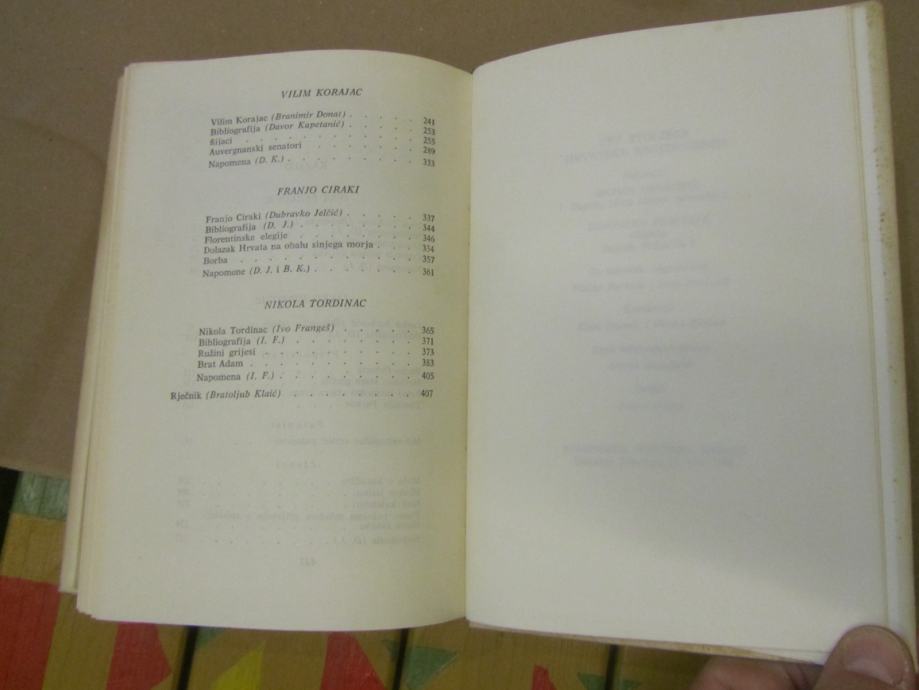 VILIM KORAJAC
Vilim Korajac (Branimir Donat) . . . . . 241
Bibliografija (Davor Kapetanić) . . . . . 253
Šijaci . . . . . . . . . . 255
Auvergnanski senatori . . . . . . . 289
Napomena (D. K.) . . . . . . . . 333
FRANJO CIRAKI
Franjo Ciraki (Dubravko Jelčić) . . . . . 337
Bibliografija (D. J.) . . . . . . . . 344
Florentinske elegije . . . . . . . . 346
Dolazak Hrvata na obalu sinjega morja . . . 354
Borba . . . . . . . . . . 357
Napomene (D. J. i B. K.) . . . . . . . 361
NIKOLA TORDINAC
Nikola Tordinac (Ivo Frangeš) . . . . . 365
Bibliografija (I. F.) . . . . . . . . 371
Ružini grijesi . . . . . . . . . 373
Brat Adam . . . . . . . . . . 383
Napomena (I. F.) . . . . . . . . 405
Rječnik (Bratoljub Klaić) . . . . . . . 407